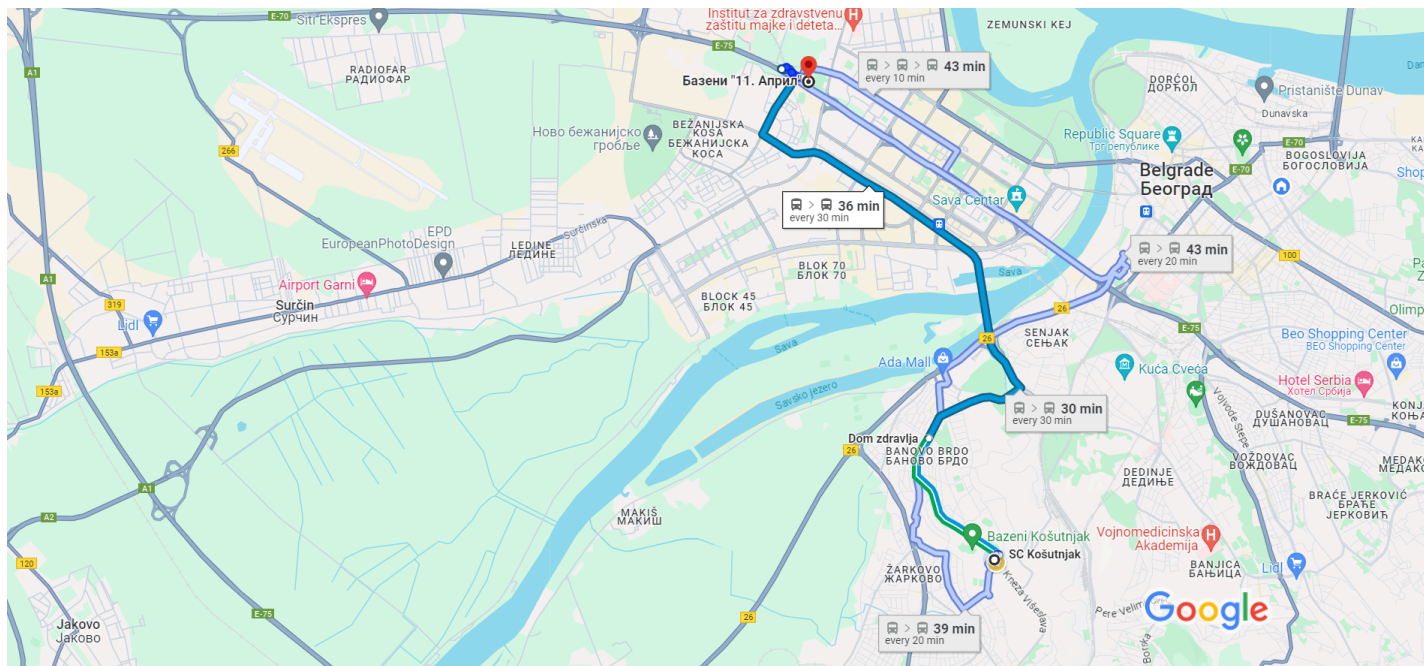 Siti Ekspres
E-70
Institut za zdravstvenu
zaštitu majke i deteta...
ZEMUNSKI KEJ
E-75
A1
RADIOFAR
РАДИОФАР
Базени "11. Април"
43 min
every 10 min
DORĆOL
ДОРЋОЛ
Pristanište Dunav
Dunavska
266
Ново бежанијско
гробље
BEŽANIJSKA
KOSA
БЕЖАНИЈСКА
КОСА
Republic Square
Трг републике
E-70
E-70
BOGOSLOVIJA
БОГОСЛОВИЈА
Belgrade
Београд
36 min
every 30 min
Sava Centar
EPD
EuropeanPhotoDesign
LEDINE
ЛЕДИНЕ
Surčinska
43 min
every 20 min
100
BLOK 70
БЛОК 70
Sava
Airport Garni
BLOCK 45
БЛОК 45
319
Surčin
Сурчин
Lidl
26
E-75
Olimp
SENJAK
СЕЊАК
Beo Shopping Center
BEO Shopping Center
26
153a
Sava
Ada Mall
Kuća Cveća
Hotel Serbia
Хотел Србија
153a
Savsko jezero
30 min
every 30 min
Vojvode Stepe
DUŠANOVAC
ДУШАНОВАЦ
E-75
Dom zdravlja
BANOVO BRDO
БАНОВО БРДО
26
VOŽDOVAC
ВОЖДОВАЦ
DEDINJE
ДЕДИЊЕ
A1
BRAĆE JERKOVIĆ
БРАЋЕ ЈЕРКОВИЋ
A2
MAKIŠ
МАКИШ
Bazeni Košutnjak
Vojnomedicinska
Akademija
SC Košutnjak
120
ŽARKOVO
ЖАРКОВО
Kneza Višeslava
BANJICA
БАЊИЦА
Lidl
E-75
26
Jakovo
Јаково
39 min
every 20 min
Google